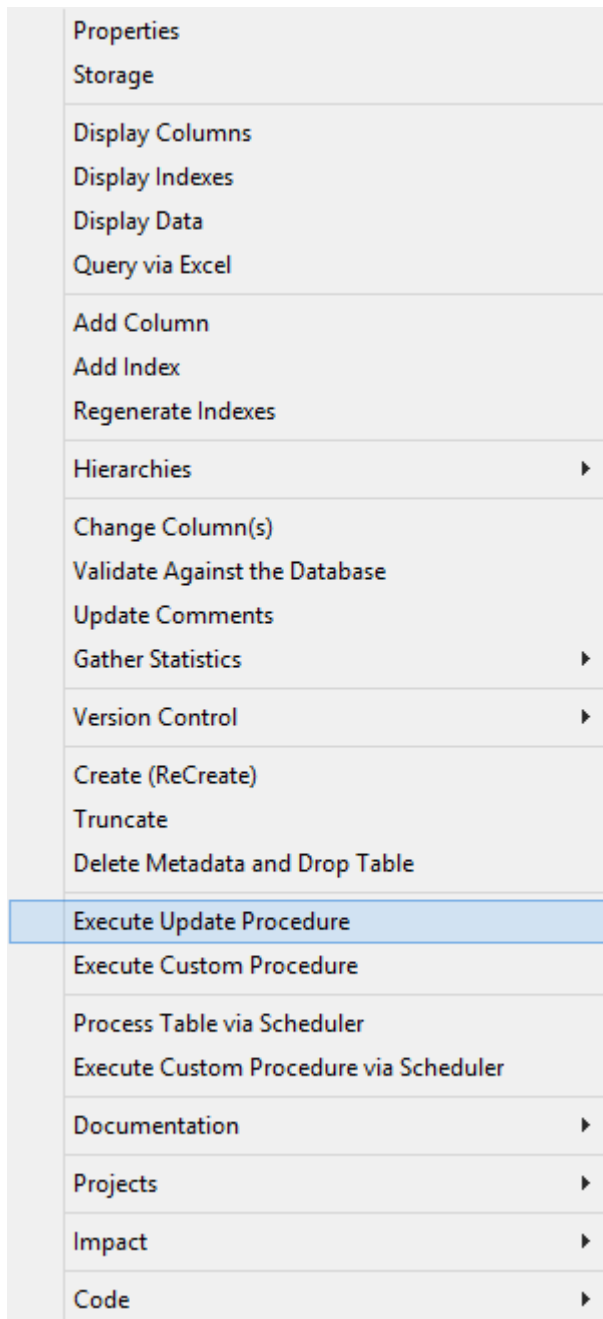 Properties
Storage
Display Columns
Display Indexes
Display Data
Query via Excel
Add Column
Add Index
Regenerate Indexes
Hierarchies
Change Column(s)
Validate Against the Database
Update Comments
Gather Statistics
Version Control
Create (ReCreate)
Truncate
Delete Metadata and Drop Table
Execute Update Procedure
Execute Custom Procedure
Process Table via Scheduler
Execute Custom Procedure via Scheduler
Documentation
Projects
Impact
Code